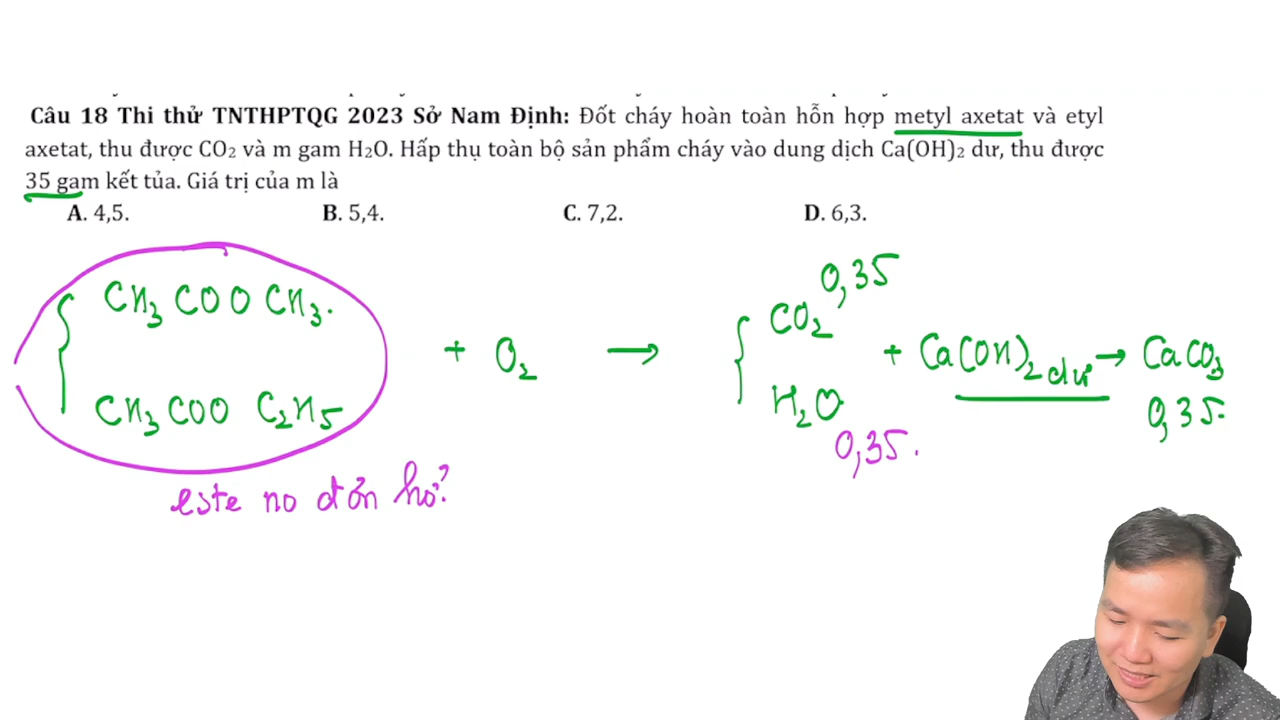 Câu 18 Thi thử TNTHPTQG 2023 Sở Nam Định: Đốt cháy hoàn toàn hỗn hợp metyl axetat và etyl
axetat, thu được CO₂ và m gam H₂O. Hấp thụ toàn bộ sản phẩm cháy vào dung dịch Ca(OH)₂ dư, thu được
35 gam kết tủa. Giá trị của m là
A. 4,5. B. 5,4. C. 7,2. D. 6,3.
0,35
CH₃COOCH₃.
CO₂
+ O₂ → + Ca(OH)₂ dư → CaCO₃
CH₃COOC₂H₅
H₂O
0,35.
0,35.
este no đơn hở?